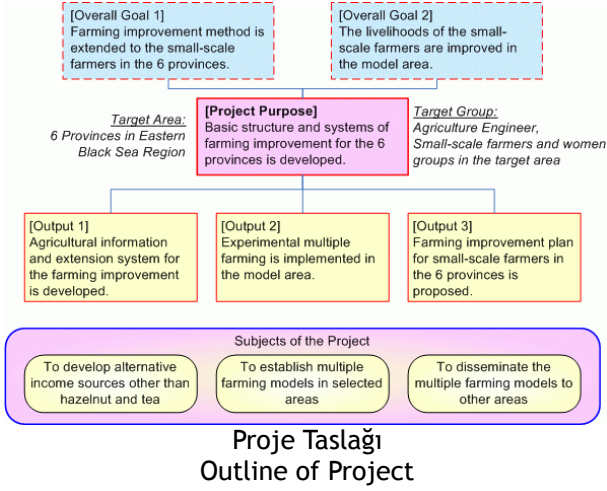 [Overall Goal 1]
Farming improvement method is
extended to the small-scale
farmers in the 6 provinces.
[Overall Goal 2]
The livelihoods of the small-
scale farmers are improved in
the model area.
Target Area:
6 Provinces in Eastern
Black Sea Region
[Project Purpose]
Basic structure and systems of
farming improvement for the 6
provinces is developed.
Target Group:
Agriculture Engineer,
Small-scale farmers and women
groups in the target area
[Output 1]
Agricultural information
and extension system for
the farming improvement
is developed.
[Output 2]
Experimental multiple
farming is implemented in
the model area.
[Output 3]
Farming improvement plan
for small-scale farmers in
the 6 provinces is
proposed.
Subjects of the Project
To develop alternative
income sources other than
hazelnut and tea
To establish multiple
farming models in selected
areas
To disseminate the
multiple farming models to
other areas
Proje Taslağı
Outline of Project